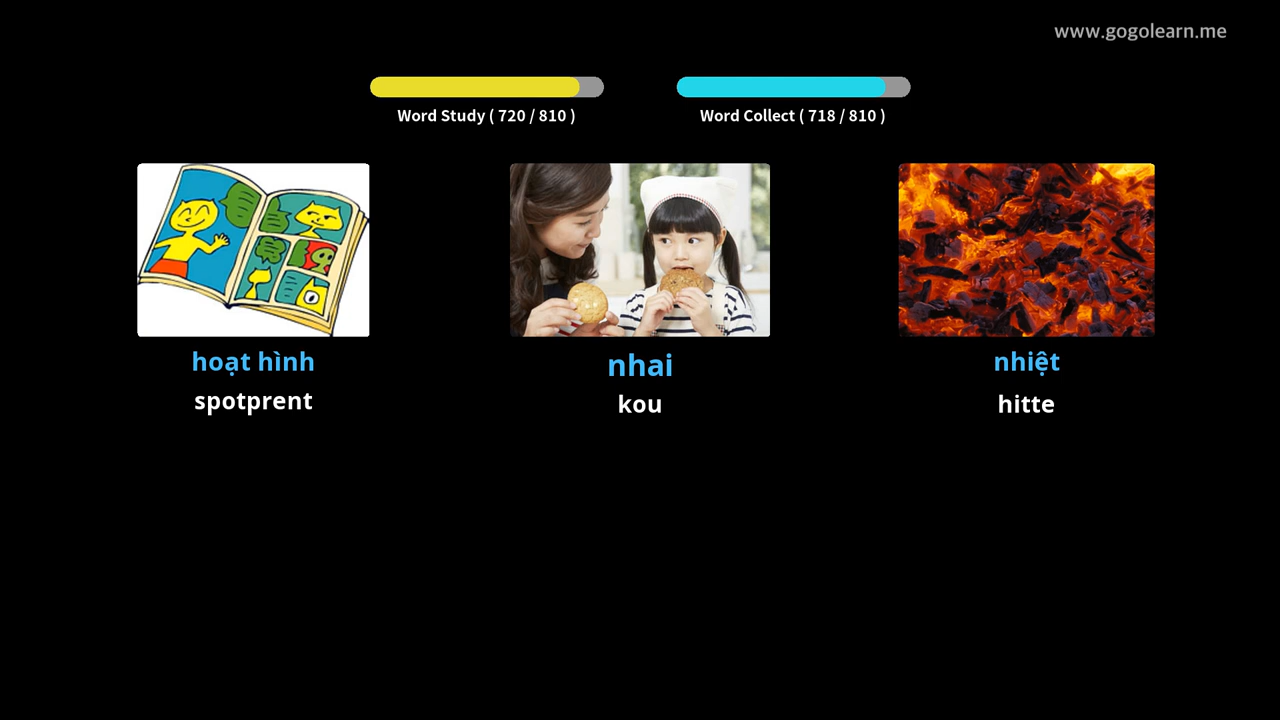 www.gogolearn.me
Word Study ( 720 / 810 )
Word Collect ( 718 / 810 )
hoạt hình
spotprent
nhai
kou
nhiệt
hitte